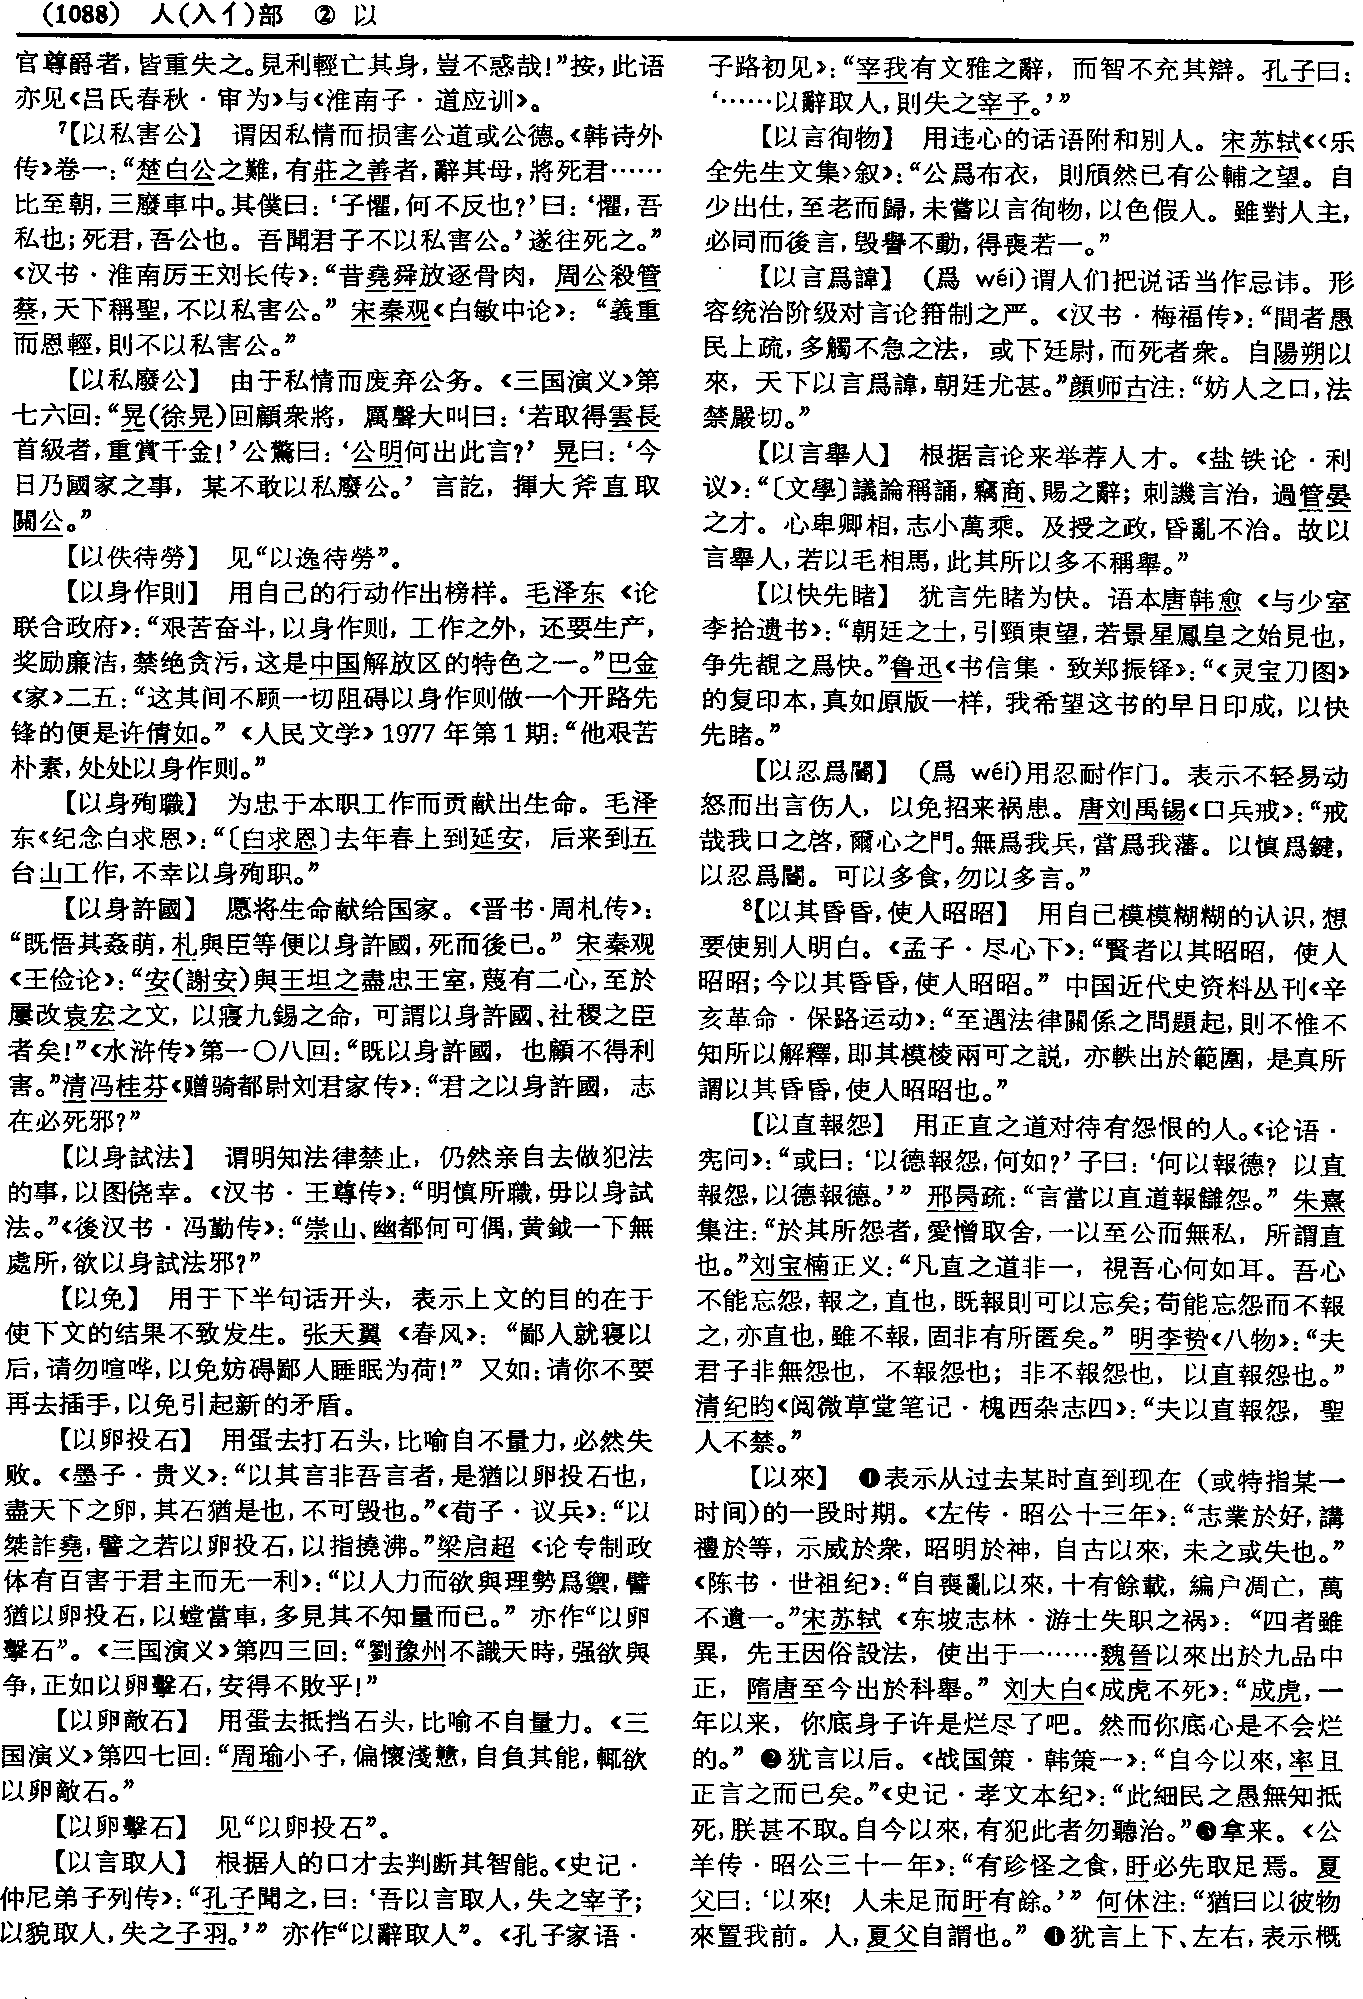 (1088) 人(入亻)部 ② 以
官尊爵者,皆重失之。見利輕亡其身,豈不惑哉!”按,此语
亦见《吕氏春秋·审为》与《淮南子·道应训》。
7【以私害公】 谓因私情而损害公道或公德。《韩诗外
传》卷一:“楚白公之難,有莊之善者,辭其母,將死君……
比至朝,三廢車中。其僕曰:‘子懼,何不反也?’曰:‘懼,吾
私也;死君,吾公也。吾聞君子不以私害公。’遂往死之。”
《汉书·淮南厉王刘长传》:“昔堯舜放逐骨肉,周公殺管
蔡,天下稱聖,不以私害公。”宋秦观《白敏中论》:“義重
而恩輕,則不以私害公。”
【以私廢公】 由于私情而废弃公务。《三国演义》第
七六回:“晃(徐晃)回顧衆將,厲聲大叫曰:‘若取得雲長
首級者,重賞千金!’公驚曰:‘公明何出此言?’晃曰:‘今
日乃國家之事,某不敢以私廢公。’言訖,揮大斧直取
關公。”
【以佚待勞】 见“以逸待勞”。
【以身作則】 用自己的行动作出榜样。毛泽东《论
联合政府》:“艰苦奋斗,以身作则,工作之外,还要生产,
奖励廉洁,禁绝贪污,这是中国解放区的特色之一。”巴金
《家》二五:“这其间不顾一切阻碍以身作则做一个开路先
锋的便是许倩如。”《人民文学》1977年第1期:“他艰苦
朴素,处处以身作则。”
【以身殉職】 为忠于本职工作而贡献出生命。毛泽
东《纪念白求恩》:“〔白求恩〕去年春上到延安,后来到五
台山工作,不幸以身殉职。”
【以身許國】 愿将生命献给国家。《晋书·周札传》:
“既悟其姦萌,札與臣等便以身許國,死而後已。”宋秦观
《王俭论》:“安(謝安)與王坦之盡忠王室,蔑有二心,至於
屢改袁宏之文,以寢九錫之命,可謂以身許國、社稷之臣
者矣!”《水浒传》第一〇八回:“既以身許國,也顧不得利
害。”清冯桂芬《赠骑都尉刘君家传》:“君之以身許國,志
在必死邪?”
【以身試法】 谓明知法律禁止,仍然亲自去做犯法
的事,以图侥幸。《汉书·王尊传》:“明慎所職,毋以身試
法。”《後汉书·冯勤传》:“崇山、幽都何可偶,黄鉞一下無
處所,欲以身試法邪?”
【以免】 用于下半句话开头,表示上文的目的在于
使下文的结果不致发生。张天翼《春风》:“鄙人就寝以
后,请勿喧哗,以免妨碍鄙人睡眠为荷!”又如:请你不要
再去插手,以免引起新的矛盾。
【以卵投石】 用蛋去打石头,比喻自不量力,必然失
败。《墨子·贵义》:“以其言非吾言者,是猶以卵投石也,
盡天下之卵,其石猶是也,不可毁也。”《荀子·议兵》:“以
桀詐堯,譬之若以卵投石,以指撓沸。”梁启超《论专制政
体有百害于君主而无一利》:“以人力而欲與理勢爲禦,譬
猶以卵投石,以螳當車,多見其不知量而已。”亦作“以卵
擊石”。《三国演义》第四三回:“劉豫州不識天時,强欲與
争,正如以卵擊石,安得不敗乎!”
【以卵敵石】 用蛋去抵挡石头,比喻不自量力。《三
国演义》第四七回:“周瑜小子,偏懷淺戇,自負其能,輒欲
以卵敵石。”
【以卵擊石】 见“以卵投石”。
【以言取人】 根据人的口才去判断其智能。《史记·
仲尼弟子列传》:“孔子聞之,曰:‘吾以言取人,失之宰予;
以貌取人,失之子羽。’”亦作“以辭取人”。《孔子家语·
子路初见》:“宰我有文雅之辭,而智不充其辯。孔子曰:
‘……以辭取人,則失之宰予。’”
【以言徇物】 用违心的话语附和别人。宋苏轼《〈乐
全先生文集〉叙》:“公爲布衣,則頎然已有公輔之望。自
少出仕,至老而歸,未嘗以言徇物,以色假人。雖對人主,
必同而後言,毁譽不動,得喪若一。”
【以言爲諱】 (爲 wéi)谓人们把说话当作忌讳。形
容统治阶级对言论箝制之严。《汉书·梅福传》:“間者愚
民上疏,多觸不急之法,或下廷尉,而死者衆。自陽朔以
來,天下以言爲諱,朝廷尤甚。”顔师古注:“妨人之口,法
禁嚴切。”
【以言舉人】 根据言论来举荐人才。《盐铁论·利
议》:“〔文學〕議論稱誦,竊商、賜之辭;刺譏言治,過管晏
之才。心卑卿相,志小萬乘。及授之政,昏亂不治。故以
言舉人,若以毛相馬,此其所以多不稱舉。”
【以快先睹】 犹言先睹为快。语本唐韩愈《与少室
李拾遗书》:“朝廷之士,引頸東望,若景星鳳皇之始見也,
争先覩之爲快。”鲁迅《书信集·致郑振铎》:“《灵宝刀图》
的复印本,真如原版一样,我希望这书的早日印成,以快
先睹。”
【以忍爲閽】 (爲 wéi)用忍耐作门。表示不轻易动
怒而出言伤人,以免招来祸患。唐刘禹锡《口兵戒》:“戒
哉我口之啓,爾心之門。無爲我兵,當爲我藩。以慎爲鍵,
以忍爲閽。可以多食,勿以多言。”
8【以其昏昏,使人昭昭】 用自己模模糊糊的认识,想
要使别人明白。《孟子·尽心下》:“賢者以其昭昭,使人
昭昭;今以其昏昏,使人昭昭。”中国近代史资料丛刊《辛
亥革命·保路运动》:“至遇法律關係之問題起,則不惟不
知所以解釋,即其模棱兩可之説,亦軼出於範圍,是真所
謂以其昏昏,使人昭昭也。”
【以直報怨】 用正直之道对待有怨恨的人。《论语·
宪问》:“或曰:‘以德報怨,何如?’子曰:‘何以報德?以直
報怨,以德報德。’”邢昺疏:“言當以直道報讎怨。”朱熹
集注:“於其所怨者,愛憎取舍,一以至公而無私,所謂直
也。”刘宝楠正义:“凡直之道非一,視吾心何如耳。吾心
不能忘怨,報之,直也,既報則可以忘矣;苟能忘怨而不報
之,亦直也,雖不報,固非有所匿矣。”明李贽《八物》:“夫
君子非無怨也,不報怨也;非不報怨也,以直報怨也。”
清纪昀《阅微草堂笔记·槐西杂志四》:“夫以直報怨,聖
人不禁。”
【以來】 ❶表示从过去某时直到现在(或特指某一
时间)的一段时期。《左传·昭公十三年》:“志業於好,講
禮於等,示威於衆,昭明於神,自古以來,未之或失也。”
《陈书·世祖纪》:“自喪亂以來,十有餘載,編户凋亡,萬
不遺一。”宋苏轼《东坡志林·游士失职之祸》:“四者雖
異,先王因俗設法,使出于一……魏晉以來出於九品中
正,隋唐至今出於科舉。”刘大白《成虎不死》:“成虎,一
年以来,你底身子许是烂尽了吧。然而你底心是不会烂
的。”❷犹言以后。《战国策·韩策一》:“自今以來,率且
正言之而已矣。”《史记·孝文本纪》:“此細民之愚無知抵
死,朕甚不取。自今以來,有犯此者勿聽治。”❸拿来。《公
羊传·昭公三十一年》:“有珍怪之食,盱必先取足焉。夏
父曰:‘以來!人未足而盱有餘。’”何休注:“猶曰以彼物
來置我前。人,夏父自謂也。”❹犹言上下、左右,表示概